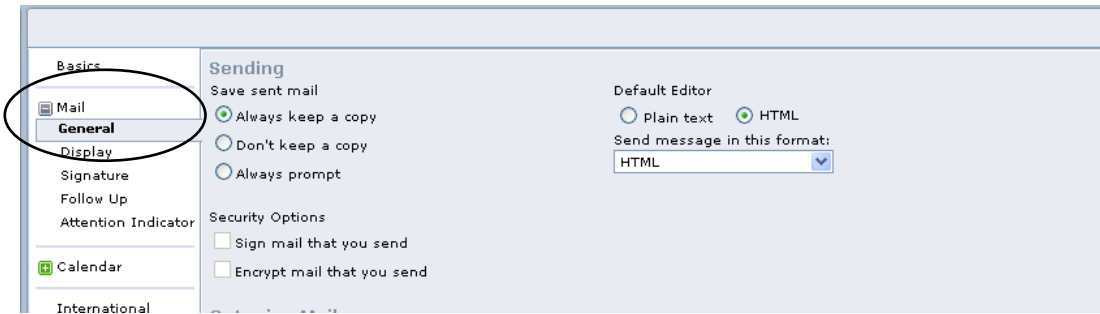 Basics
Mail
General
Display
Signature
Follow Up
Attention Indicator
Calendar
International
Sending
Save sent mail
Always keep a copy
Don't keep a copy
Always prompt
Default Editor
Plain text HTML
Send message in this format:
HTML
Security Options
Sign mail that you send
Encrypt mail that you send